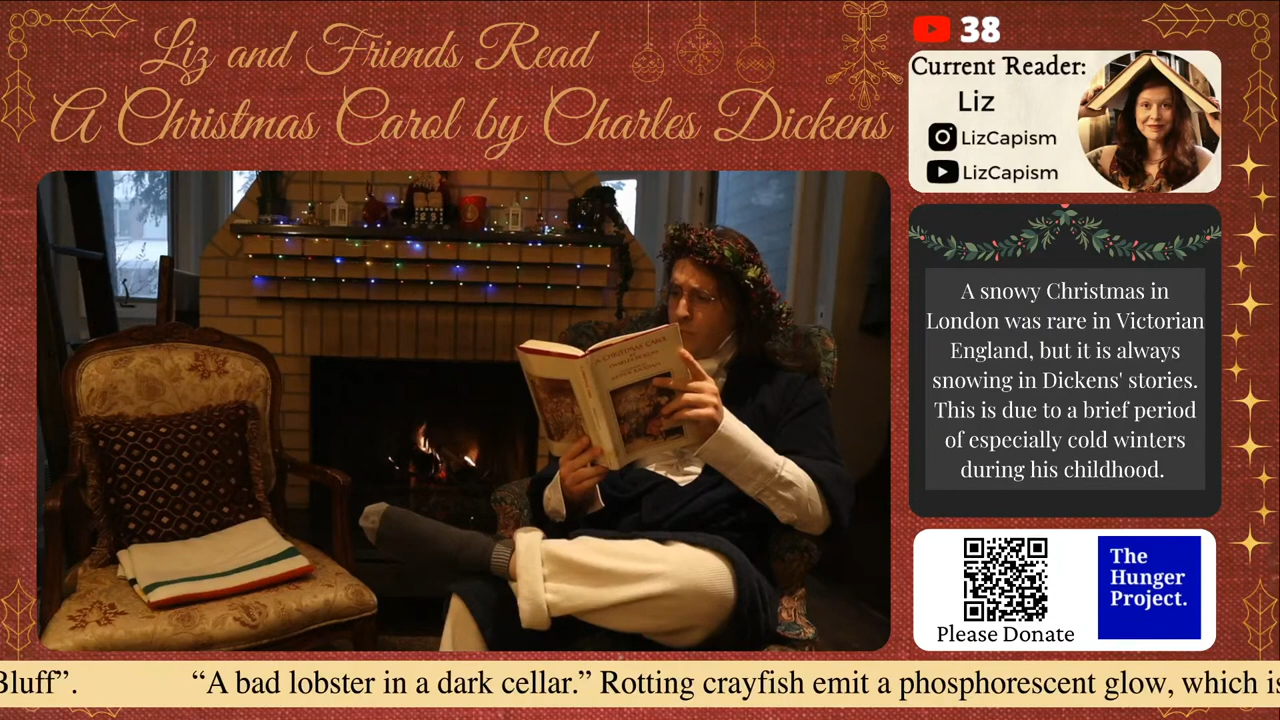 Liz and Friends Read
A Christmas Carol by Charles Dickens
38
Current Reader:
Liz
LizCapism
LizCapism
A CHRISTMAS CAROL
A snowy Christmas in
London was rare in Victorian
England, but it is always
snowing in Dickens' stories.
This is due to a brief period
of especially cold winters
during his childhood.
The
Hunger
Project.
Please Donate
Bluff”. “A bad lobster in a dark cellar.” Rotting crayfish emit a phosphorescent glow, which is